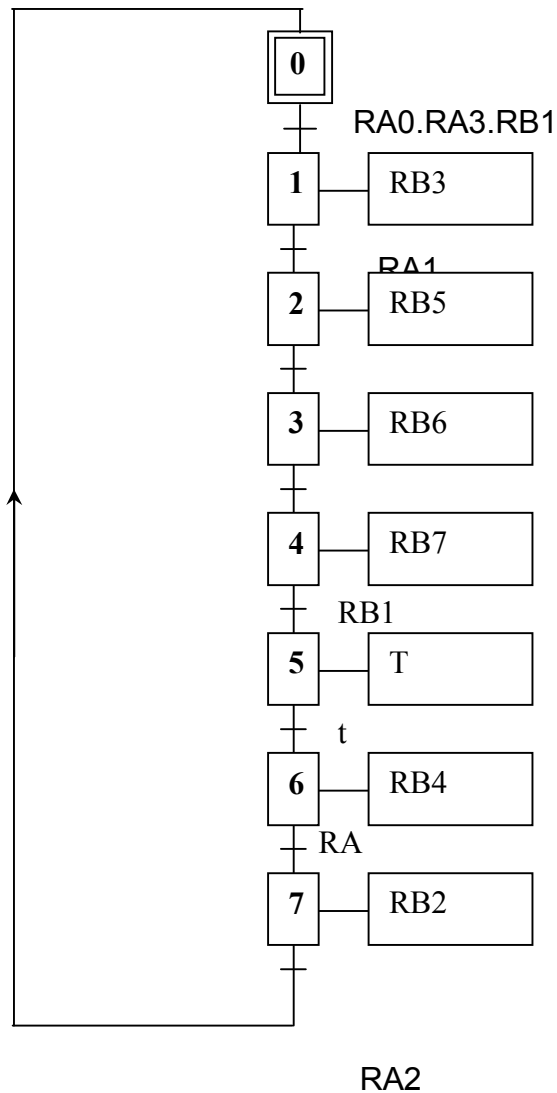 0
RA0.RA3.RB1
1 RB3
RA1
2 RB5
3 RB6
4 RB7
RB1
5 T
t
6 RB4
RA
7 RB2
RA2